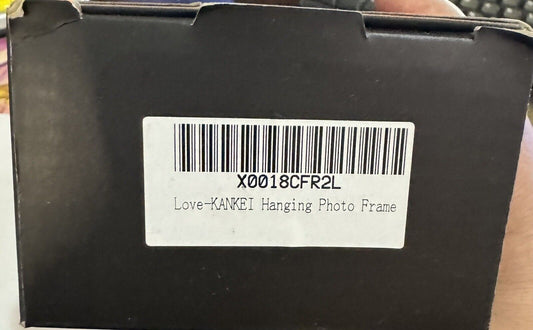 X0018CFR2L
Love-KANKEI Hanging Photo Frame